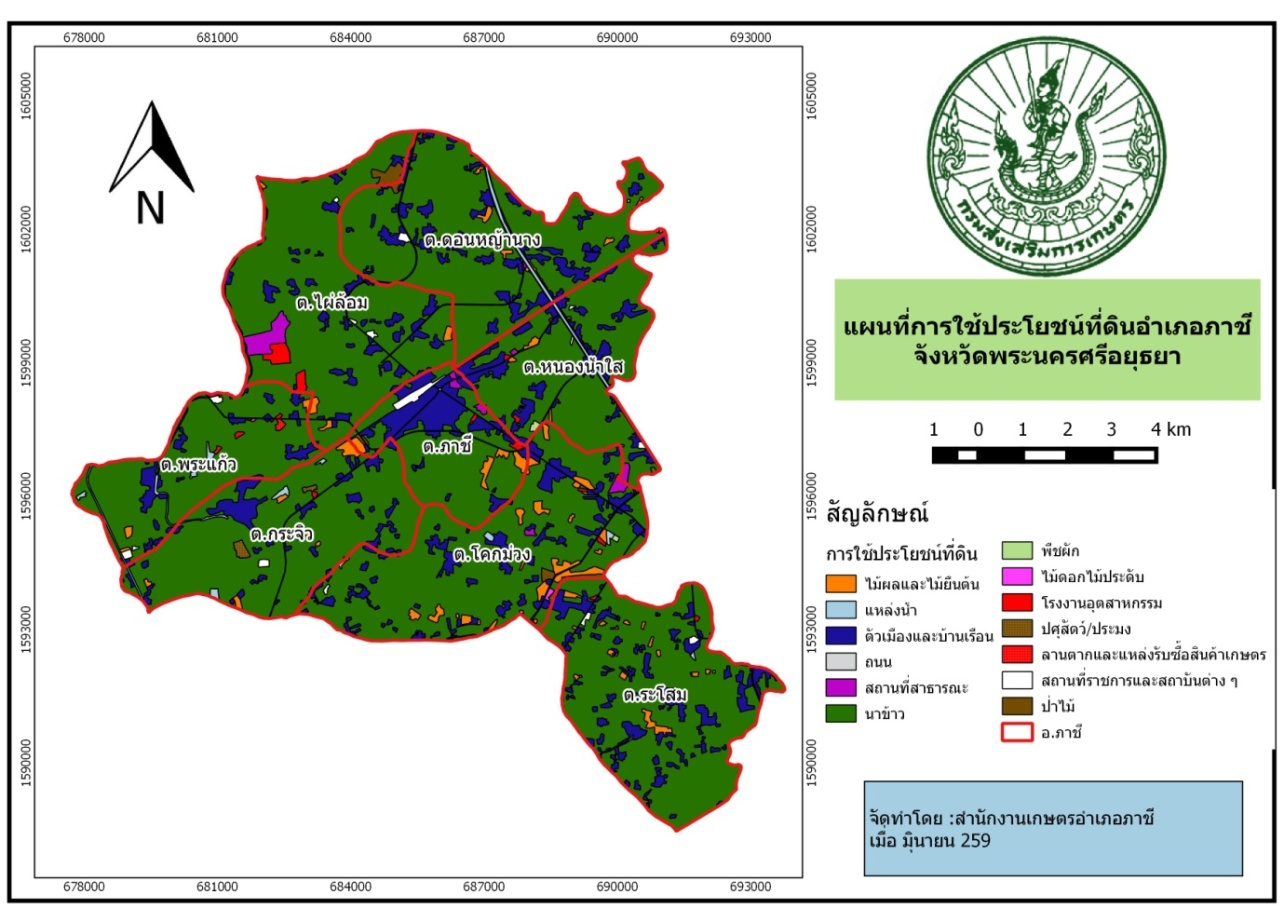 678000 681000 684000 687000 690000 693000
1605000 1605000
1602000 1602000
1599000 1599000
1596000 1596000
1593000 1593000
1590000 1590000
N
ต.ดอนหญ้านาง
ต.ไผ่ล้อม
ต.หนองน้ำใส
ต.ภาชี
ต.พระแก้ว
ต.กระจิว
ต.โคกม่วง
ต.ระโสม
678000 681000 684000 687000 690000 693000
กรมส่งเสริมการเกษตร
แผนที่การใช้ประโยชน์ที่ดินอำเภอภาชี
จังหวัดพระนครศรีอยุธยา
1 0 1 2 3 4 km
สัญลักษณ์
การใช้ประโยชน์ที่ดิน
ไม้ผลและไม้ยืนต้น
แหล่งน้ำ
ตัวเมืองและบ้านเรือน
ถนน
สถานที่สาธารณะ
นาข้าว
พืชผัก
ไม้ดอกไม้ประดับ
โรงงานอุตสาหกรรม
ปศุสัตว์/ประมง
ลานตากและแหล่งรับซื้อสินค้าเกษตร
สถานที่ราชการและสถาบันต่าง ๆ
ป่าไม้
อ.ภาชี
จัดทำโดย :สำนักงานเกษตรอำเภอภาชี
เมื่อ มิุนายน 259